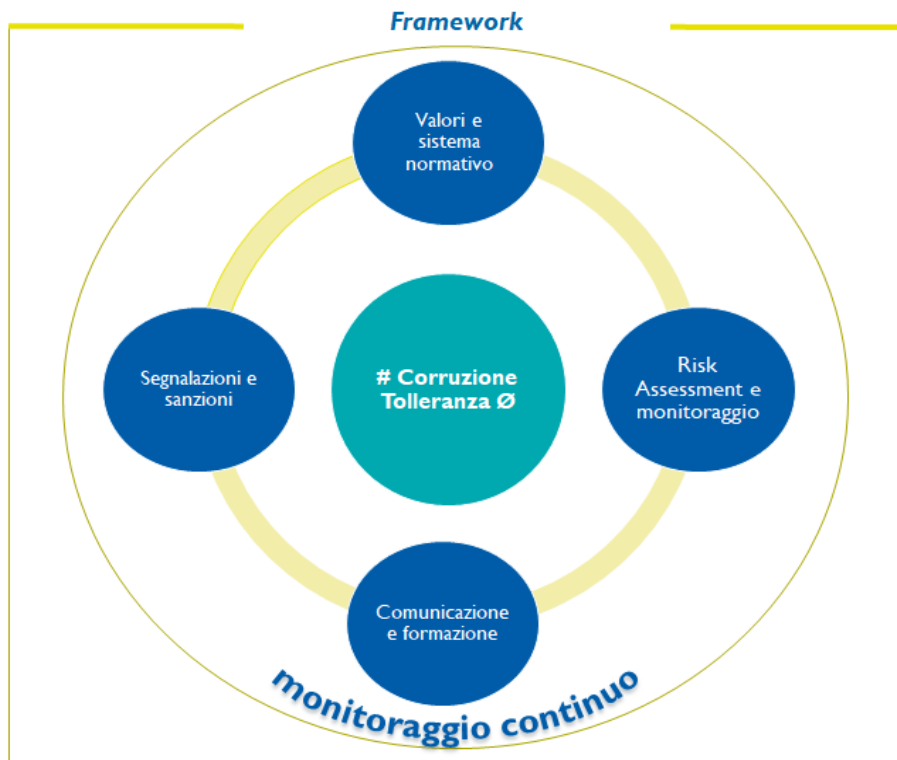 Framework
Valori e
sistema
normativo
Segnalazioni e
sanzioni
# Corruzione
Tolleranza Ø
Risk
Assessment e
monitoraggio
Comunicazione
e formazione
monitoraggio continuo